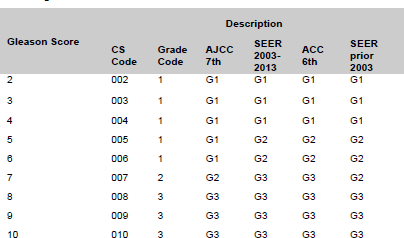 Description
Gleason Score CS Code Grade Code AJCC 7th SEER 2003-2013 ACC 6th SEER prior 2003
2 002 1 G1 G1 G1 G1
3 003 1 G1 G1 G1 G1
4 004 1 G1 G1 G1 G1
5 005 1 G1 G2 G2 G2
6 006 1 G1 G2 G2 G2
7 007 2 G2 G3 G3 G2
8 008 3 G3 G3 G3 G3
9 009 3 G3 G3 G3 G3
10 010 3 G3 G3 G3 G3